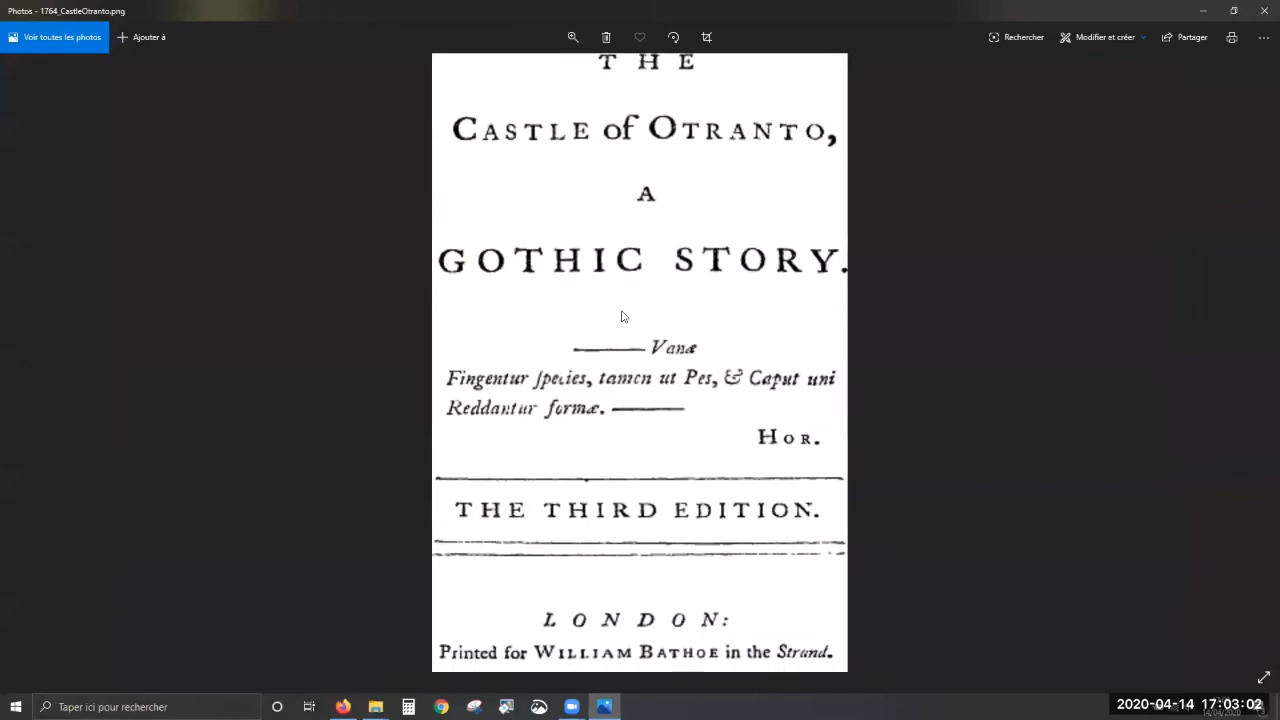 Photos - 1764_CastleOtranto.png
Voir toutes les photos
Ajouter à
Rechercher
Modifier et créer
Partager
THE
CASTLE of OTRANTO,
A
GOTHIC STORY.
——— Vanæ
Fingentur ſpecies, tamen ut Pes, & Caput uni
Reddantur formæ. ———
HOR.
THE THIRD EDITION.
LONDON:
Printed for WILLIAM BATHOE in the Strand.
Taper ici pour rechercher
2020-04-14 17:03:02